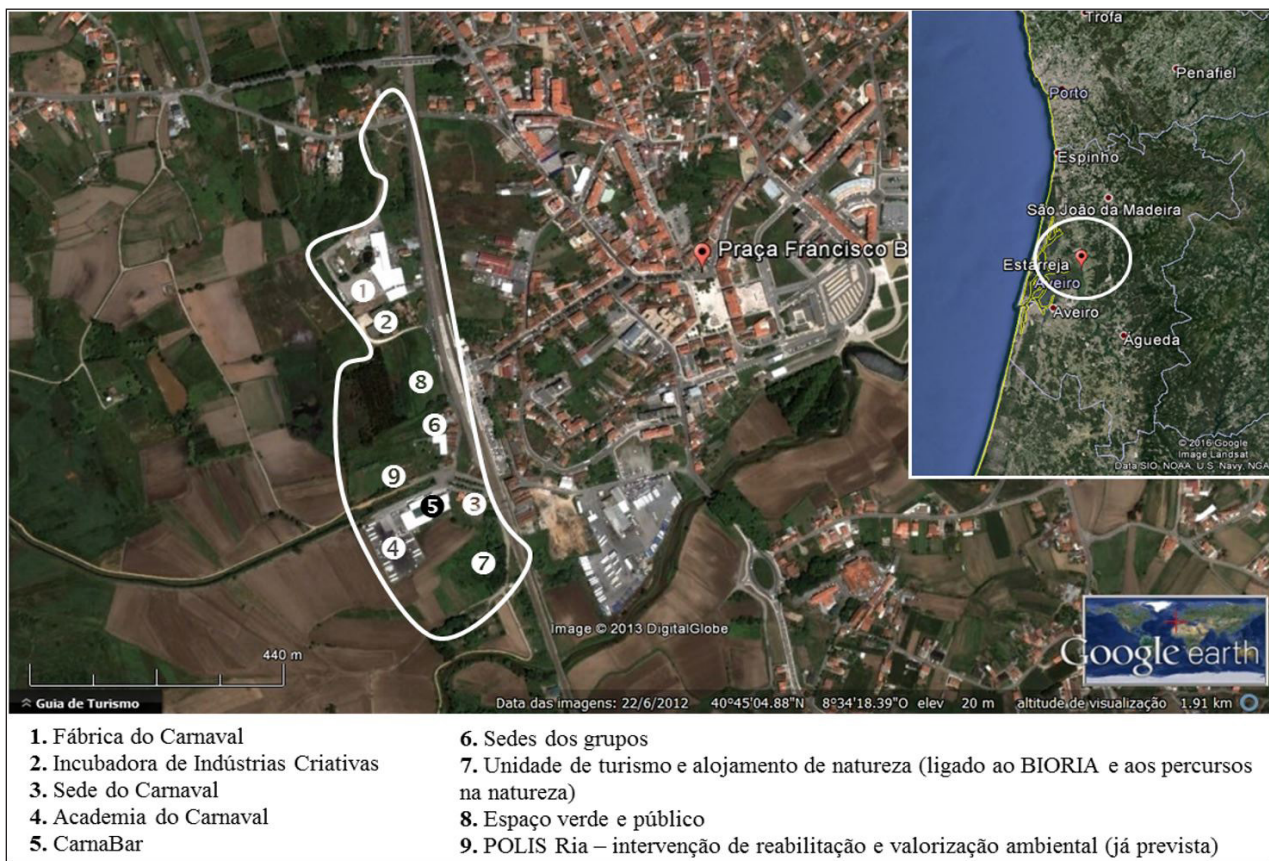 Trofa
Penafiel
Porto
Espinho
São João da Madeira
Estarreja
Aveiro
Aveiro
Águeda
© 2016 Google
Image Landsat
Data SIO, NOAA, U.S. Navy, NGA
Praça Francisco B
1
2
8
6
9
5
3
4
7
Image © 2013 DigitalGlobe
440 m
Google earth
Guia de Turismo
Data das imagens: 22/6/2012 40°45'04.88"N 8°34'18.39"O elev 20 m altitude de visualização 1.91 km
1. Fábrica do Carnaval
2. Incubadora de Indústrias Criativas
3. Sede do Carnaval
4. Academia do Carnaval
5. CarnaBar
6. Sedes dos grupos
7. Unidade de turismo e alojamento de natureza (ligado ao BIORIA e aos percursos
na natureza)
8. Espaço verde e público
9. POLIS Ria – intervenção de reabilitação e valorização ambiental (já prevista)